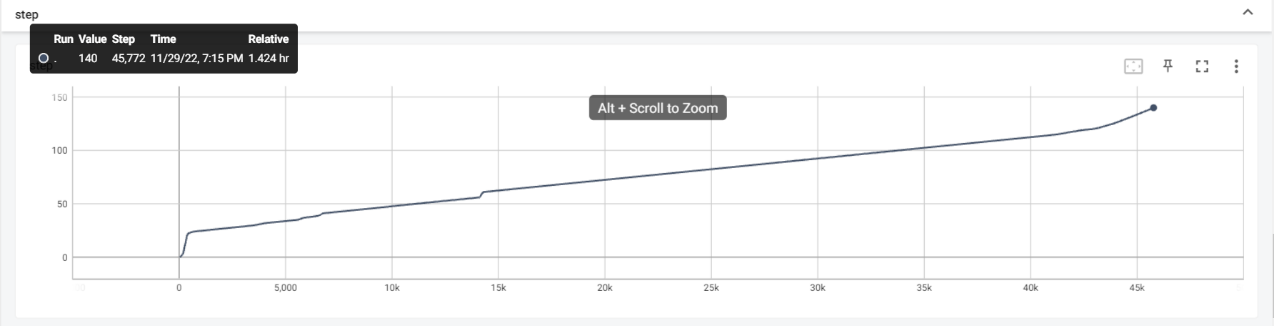 step
Run Value Step Time Relative
. 140 45,772 11/29/22, 7:15 PM 1.424 hr
Alt + Scroll to Zoom
150
100
50
0
0 5,000 10k 15k 20k 25k 30k 35k 40k 45k